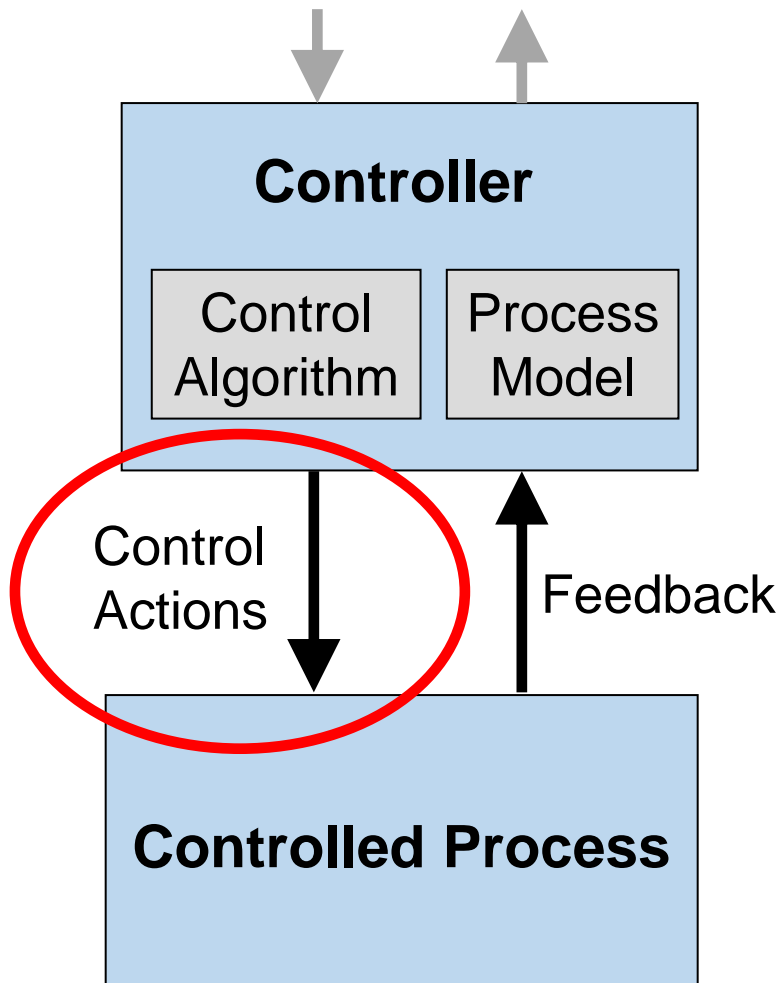 Controller
Control
Algorithm
Process
Model
Control
Actions
Feedback
Controlled Process